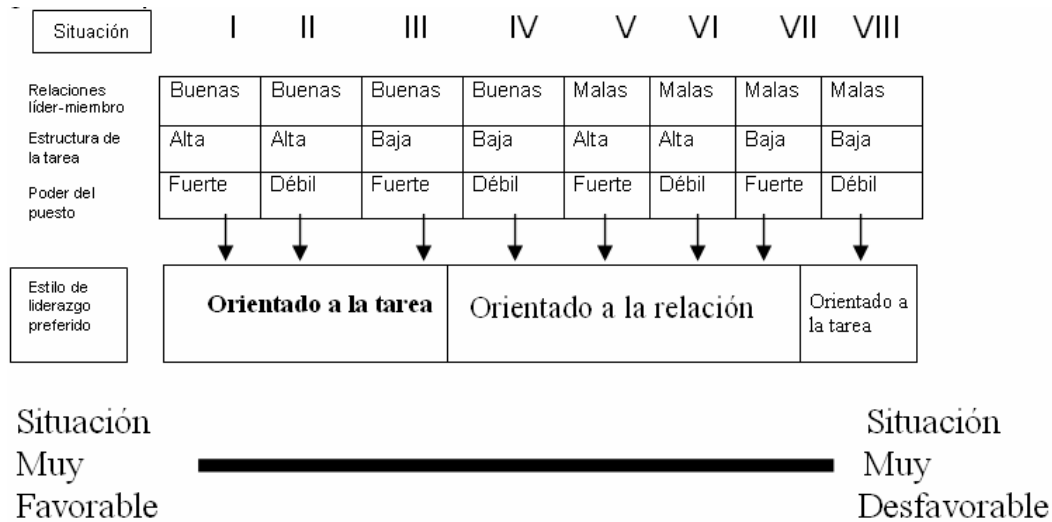 Situación I II III IV V VI VII VIII
Relaciones
líder-miembro
Buenas Buenas Buenas Buenas Malas Malas Malas Malas
Estructura de
la tarea
Alta Alta Baja Baja Alta Alta Baja Baja
Poder del
puesto
Fuerte Débil Fuerte Débil Fuerte Débil Fuerte Débil
Estilo de
liderazgo
preferido
Orientado a la tarea
Orientado a la relación
Orientado a
la tarea
Situación
Muy
Favorable
Situación
Muy
Desfavorable